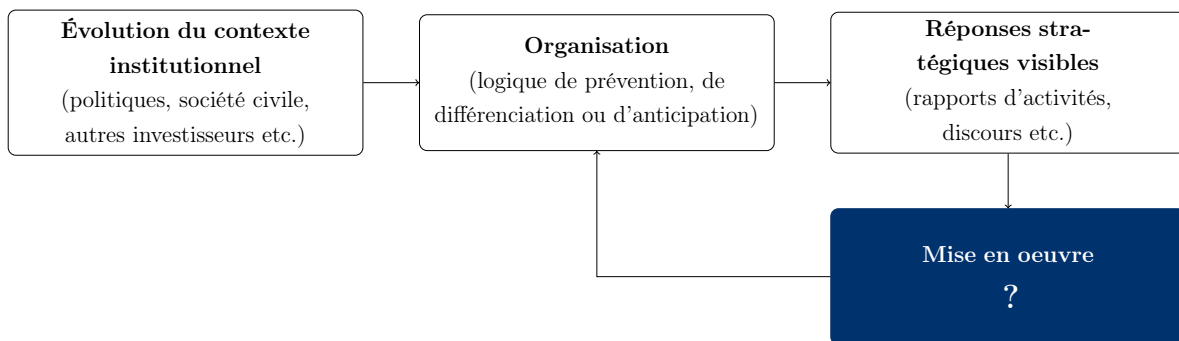 Évolution du contexte
institutionnel
(politiques, société civile,
autres investisseurs etc.)
Organisation
(logique de prévention, de
différenciation ou d'anticipation)
Réponses stra-
tégiques visibles
(rapports d'activités,
discours etc.)
Mise en oeuvre
?